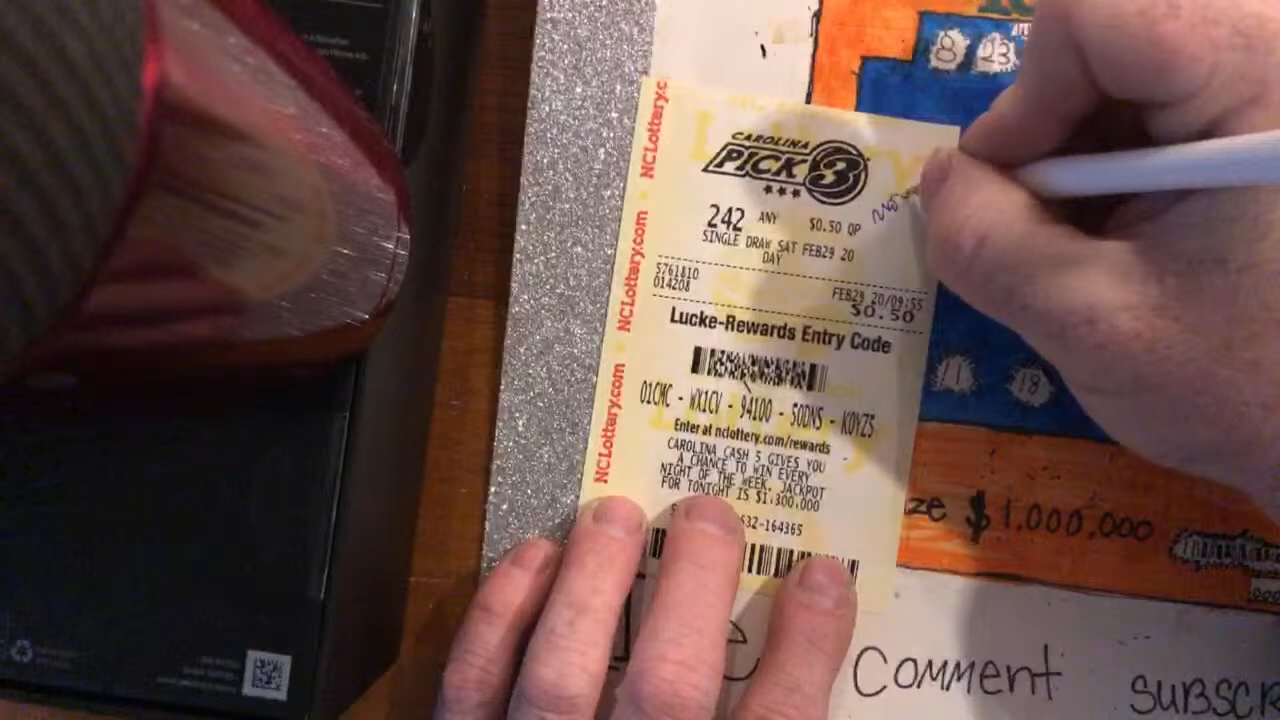 8 23
NCLottery.c
NCLottery.com
NCLottery.com
CAROLINA
PICK 3
242 ANY $0.50 QP
SINGLE DRAW SAT FEB29 20
DAY
5761810
014208
FEB29 20/09:55
$0.50
Lucke-Rewards Entry Code
01CMC - WX1CV - 94100 - 50DNS - K0YZ5
Enter at nclottery.com/rewards
CAROLINA CASH 5 GIVES YOU
A CHANCE TO WIN EVERY
NIGHT OF THE WEEK. JACKPOT
FOR TONIGHT IS $1,300,000
632-164365
11 18
ze $1,000,000
Comment
SUBSCR